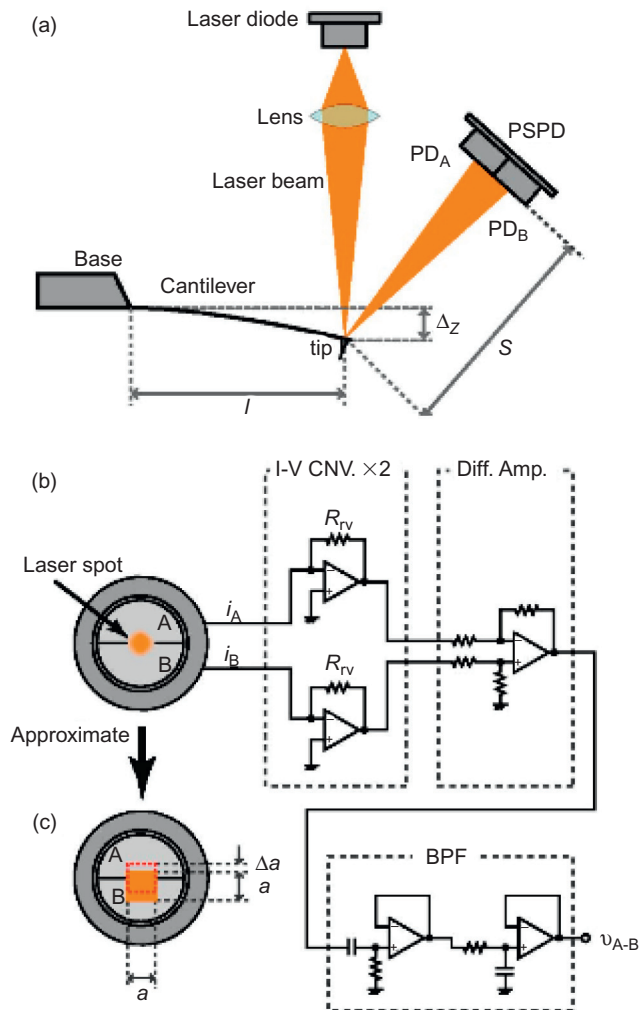 (a)
Laser diode
Lens
PSPD
PD_A
Laser beam
PD_B
Base
Cantilever
Δ_Z
tip
S
l
(b)
I-V CNV. ×2
Diff. Amp.
R_rv
Laser spot
A
i_A
B
i_B
R_rv
Approximate
(c)
A
Δa
B
a
BPF
a
υ_A-B